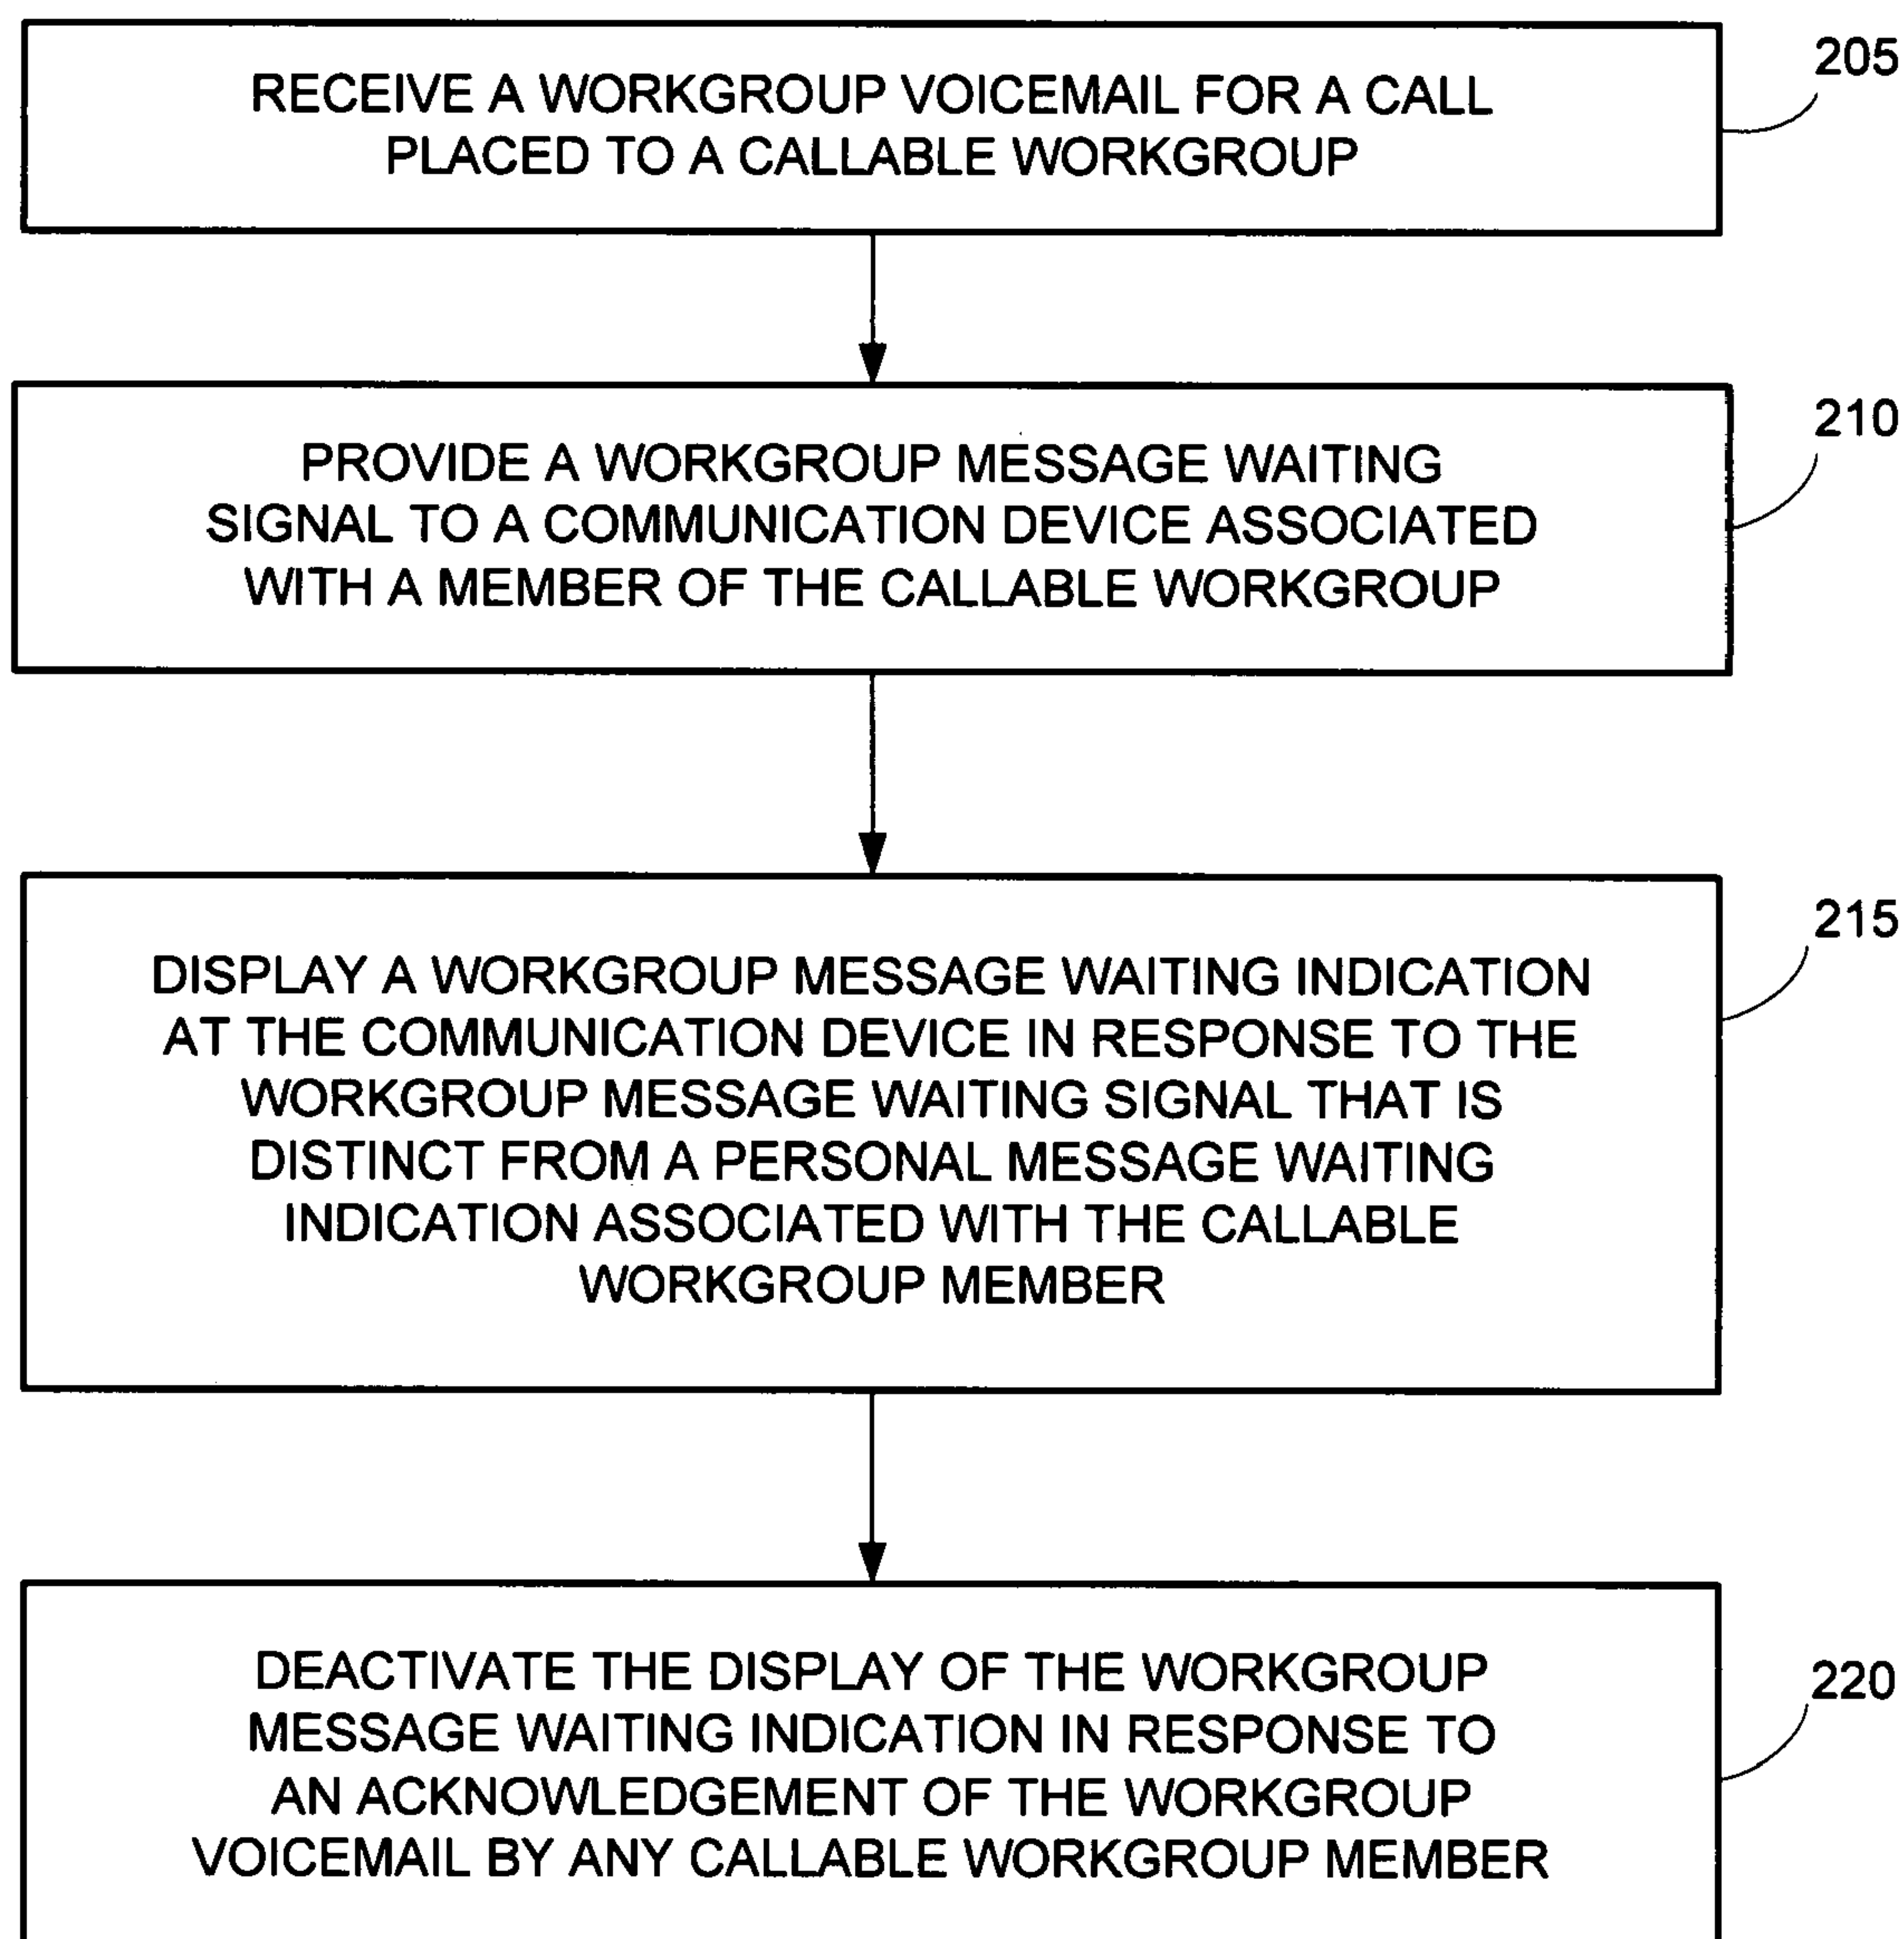 RECEIVE A WORKGROUP VOICEMAIL FOR A CALL
PLACED TO A CALLABLE WORKGROUP
205
PROVIDE A WORKGROUP MESSAGE WAITING
SIGNAL TO A COMMUNICATION DEVICE ASSOCIATED
WITH A MEMBER OF THE CALLABLE WORKGROUP
210
DISPLAY A WORKGROUP MESSAGE WAITING INDICATION
AT THE COMMUNICATION DEVICE IN RESPONSE TO THE
WORKGROUP MESSAGE WAITING SIGNAL THAT IS
DISTINCT FROM A PERSONAL MESSAGE WAITING
INDICATION ASSOCIATED WITH THE CALLABLE
WORKGROUP MEMBER
215
DEACTIVATE THE DISPLAY OF THE WORKGROUP
MESSAGE WAITING INDICATION IN RESPONSE TO
AN ACKNOWLEDGEMENT OF THE WORKGROUP
VOICEMAIL BY ANY CALLABLE WORKGROUP MEMBER
220